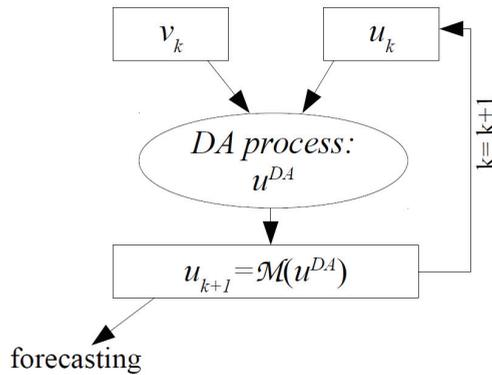 v_k
u_k
DA process:
u^{DA}
k=k+1
u_{k+1}=ℳ(u^{DA})
forecasting